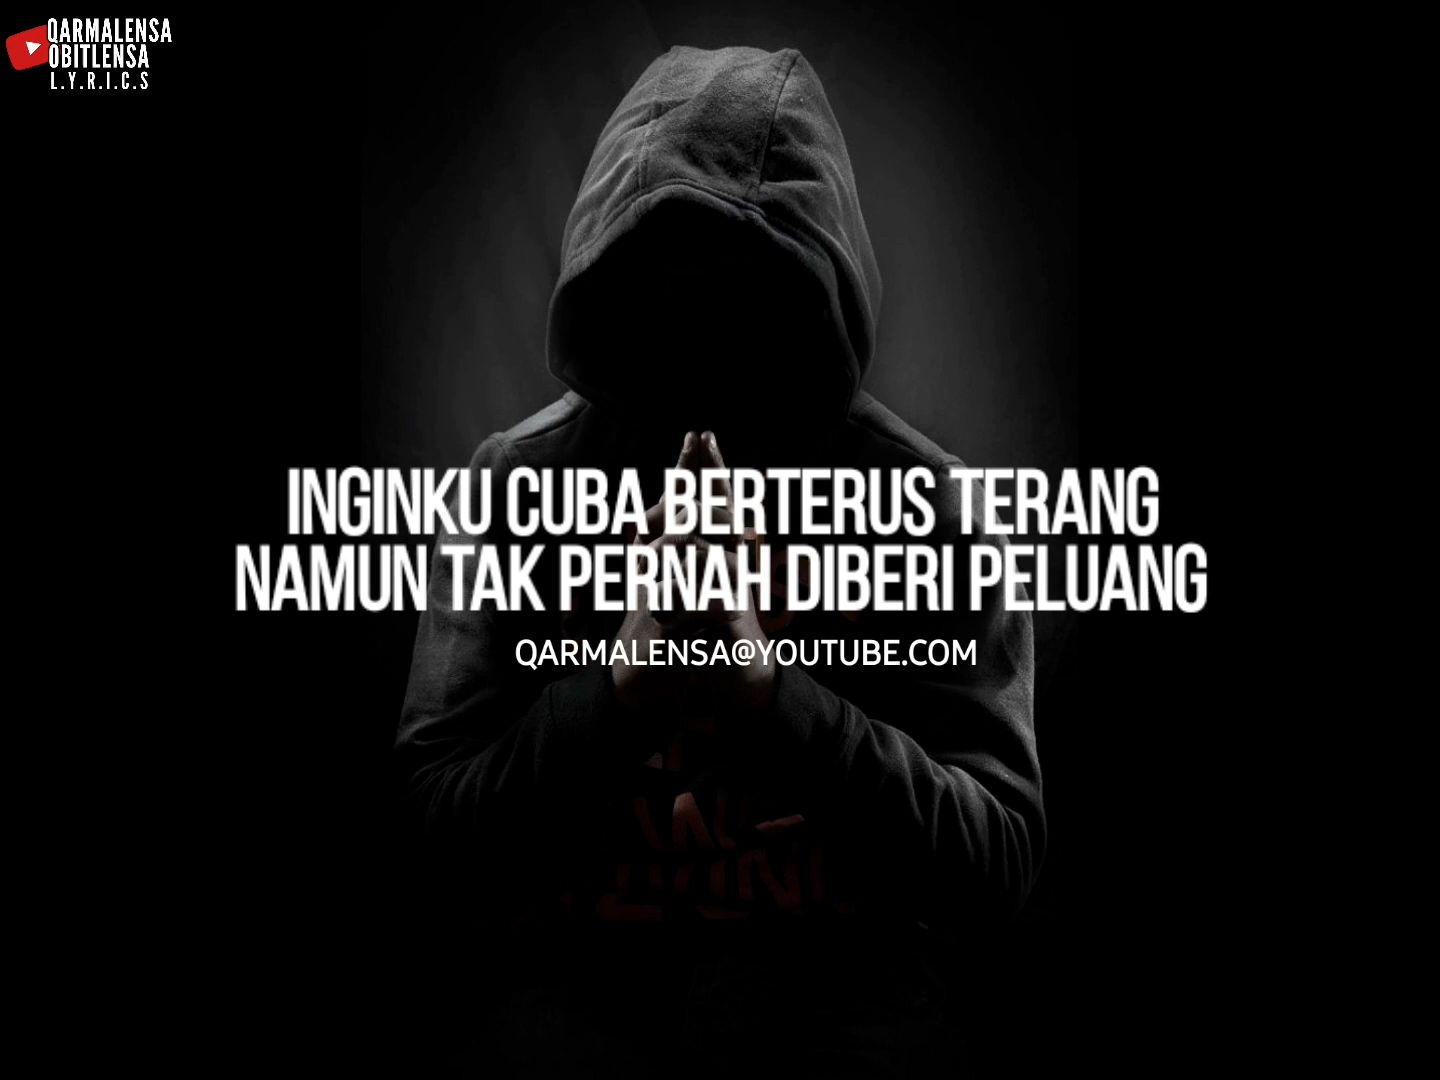 QARMALENSA
OBITLENSA
L.Y.R.I.C.S
INGINKU CUBA BERTERUS TERANG
NAMUN TAK PERNAH DIBERI PELUANG
QARMALENSA@YOUTUBE.COM